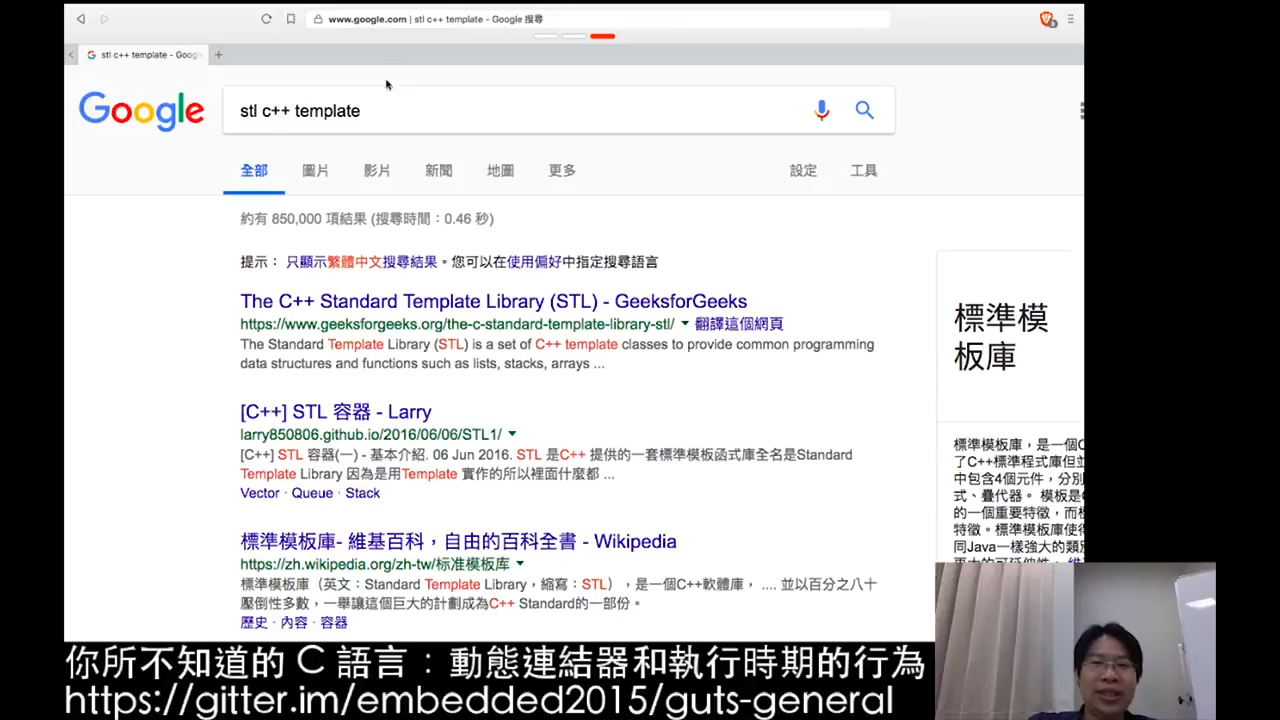 www.google.com | stl c++ template - Google 搜尋
stl c++ template - Goog
Google
stl c++ template
全部 圖片 影片 新聞 地圖 更多 設定 工具
約有 850,000 項結果 (搜尋時間：0.46 秒)
提示： 只顯示繁體中文搜尋結果。您可以在使用偏好中指定搜尋語言
The C++ Standard Template Library (STL) - GeeksforGeeks
https://www.geeksforgeeks.org/the-c-standard-template-library-stl/ 翻譯這個網頁
The Standard Template Library (STL) is a set of C++ template classes to provide common programming
data structures and functions such as lists, stacks, arrays ...
[C++] STL 容器 - Larry
larry850806.github.io/2016/06/06/STL1/
[C++] STL 容器(一) - 基本介紹. 06 Jun 2016. STL 是C++ 提供的一套標準模板函式庫全名是Standard
Template Library 因為是用Template 實作的所以裡面什麼都 ...
Vector · Queue · Stack
標準模板庫- 維基百科，自由的百科全書 - Wikipedia
https://zh.wikipedia.org/zh-tw/标准模板库
標準模板庫（英文：Standard Template Library，縮寫：STL），是一個C++軟體庫， .... 並以百分之八十
壓倒性多數，一舉讓這個巨大的計劃成為C++ Standard的一部份。
歷史 · 內容 · 容器
標準模
板庫
標準模板庫，是一個C
了C++標準程式庫但並
中包含4個元件，分別
式、疊代器。 模板是C
的一個重要特徵，而
特徵。標準模板庫使得
同Java一樣強大的類別
你所不知道的 C 語言：動態連結器和執行時期的行為
https://gitter.im/embedded2015/guts-general